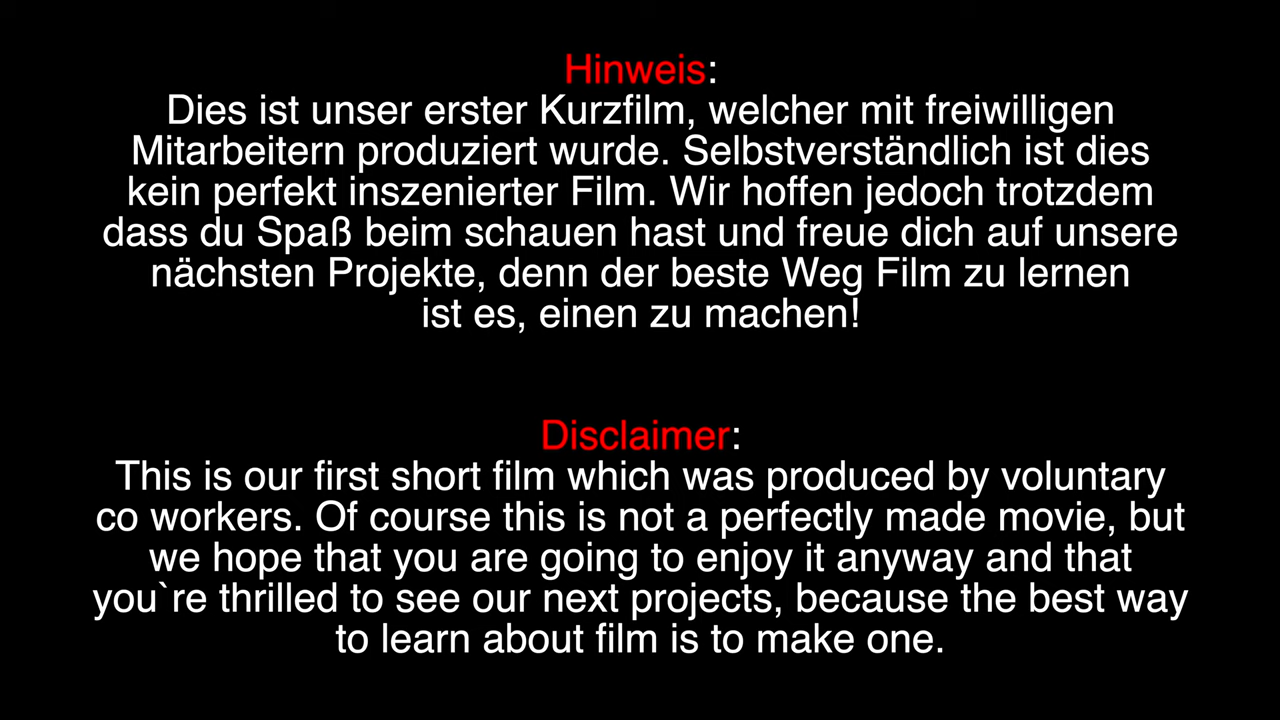 Hinweis:
Dies ist unser erster Kurzfilm, welcher mit freiwilligen
Mitarbeitern produziert wurde. Selbstverständlich ist dies
kein perfekt inszenierter Film. Wir hoffen jedoch trotzdem
dass du Spaß beim schauen hast und freue dich auf unsere
nächsten Projekte, denn der beste Weg Film zu lernen
ist es, einen zu machen!
Disclaimer:
This is our first short film which was produced by voluntary
co workers. Of course this is not a perfectly made movie, but
we hope that you are going to enjoy it anyway and that
you`re thrilled to see our next projects, because the best way
to learn about film is to make one.